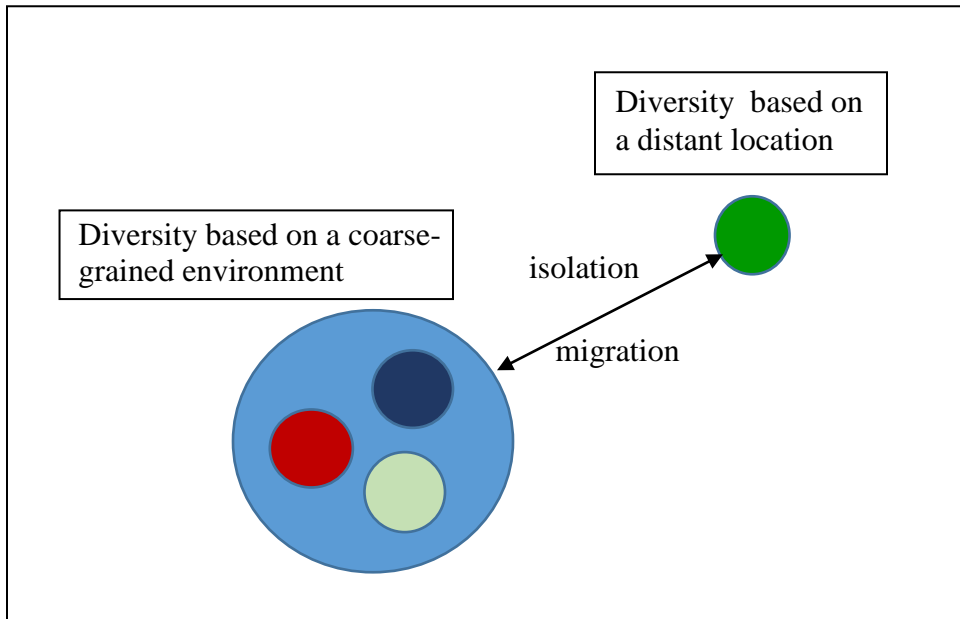 Diversity based on
a distant location
Diversity based on a coarse-
grained environment
isolation
migration